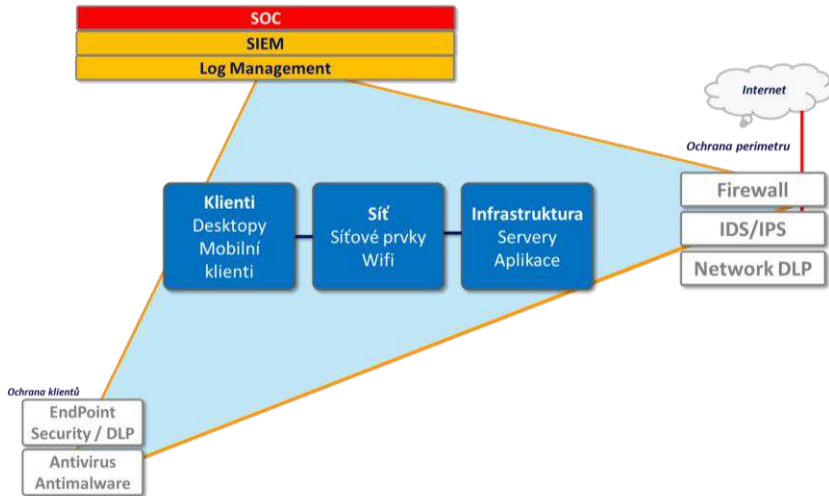 SOC
SIEM
Log Management
Internet
Ochrana perimetru
Firewall
IDS/IPS
Network DLP
Klienti
Desktopy
Mobilní
klienti
Síť
Síťové prvky
Wifi
Infrastruktura
Servery
Aplikace
Ochrana klientů
EndPoint
Security / DLP
Antivirus
Antimalware